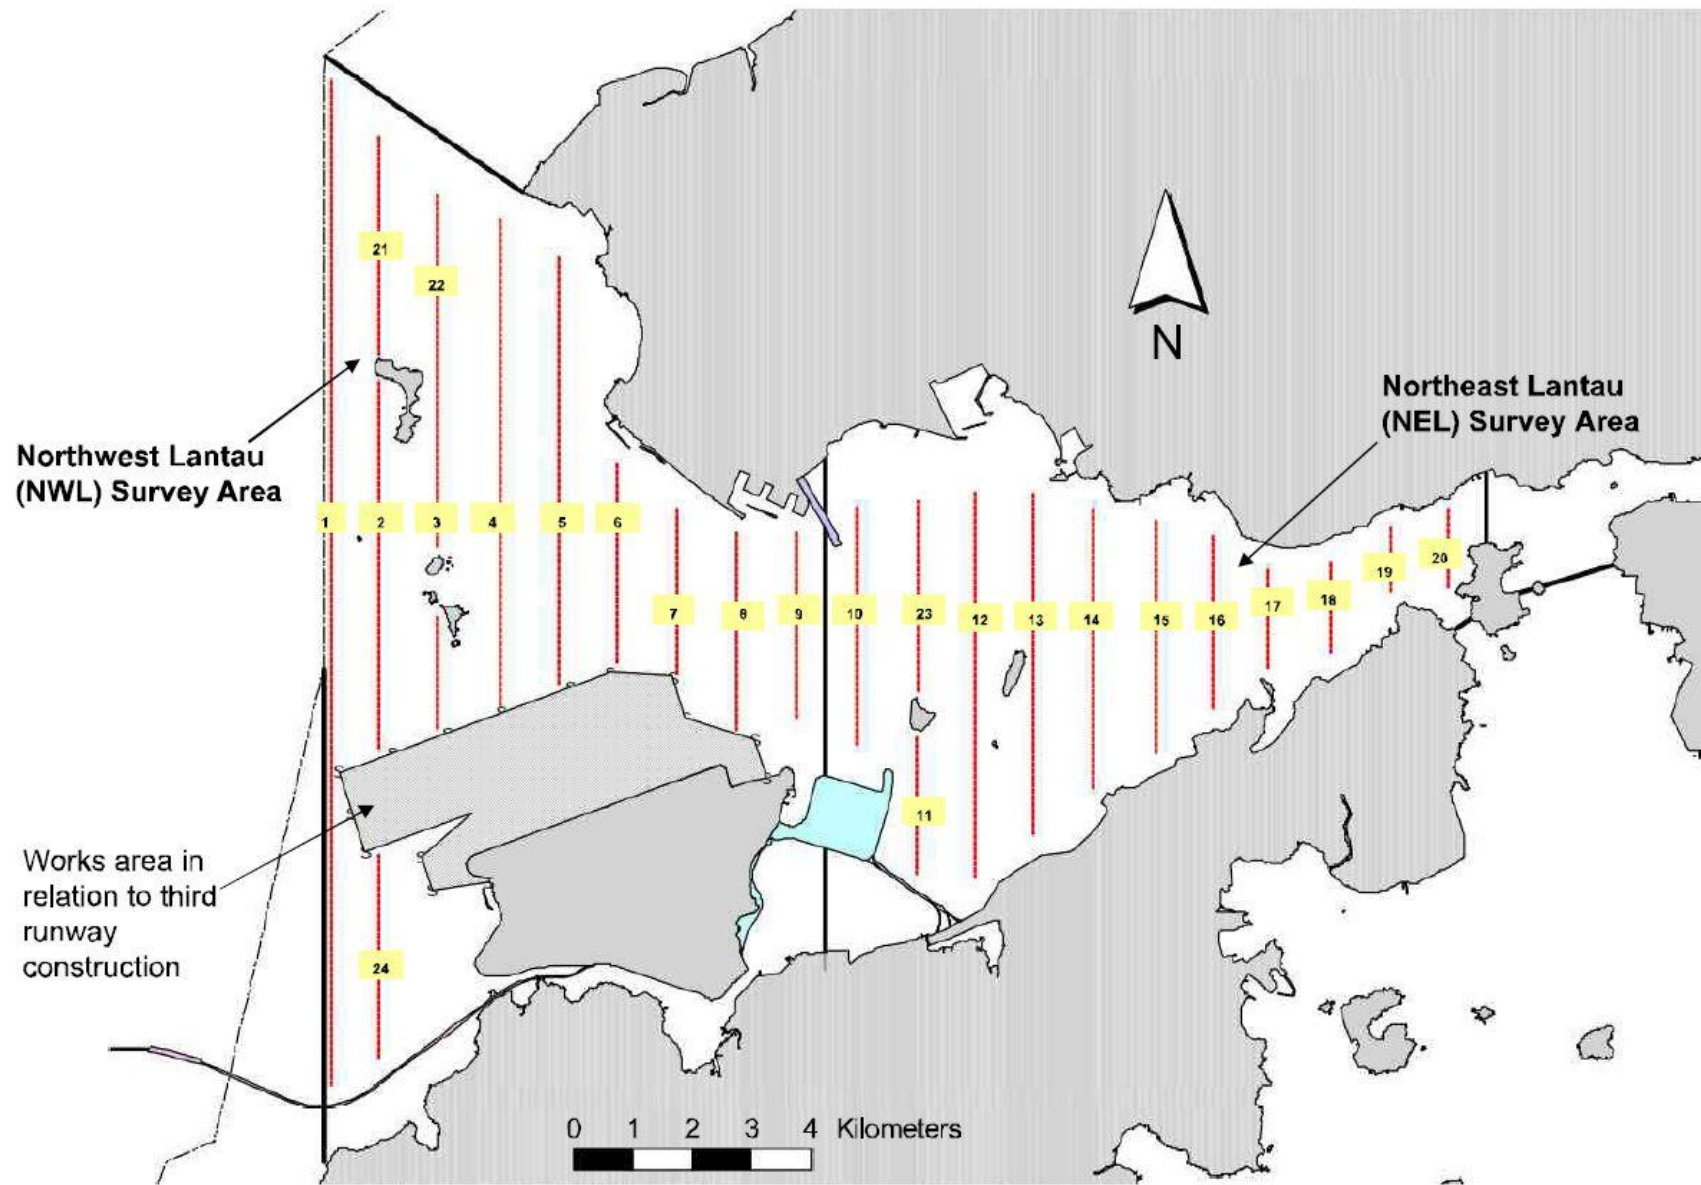 21
22
N
Northwest Lantau
(NWL) Survey Area
Northeast Lantau
(NEL) Survey Area
1
2
3
4
5
6
7
8
9
10
23
12
13
14
15
16
17
18
19
20
11
Works area in
relation to third
runway
construction
24
0 1 2 3 4 Kilometers